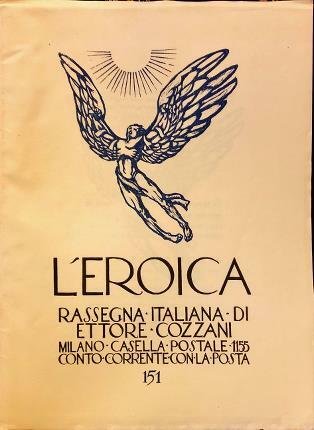 L'EROICA
RASSEGNA·ITALIANA·DI
ETTORE·COZZANI
MILANO·CASELLA·POSTALE·1155
CONTO·CORRENTE·CON·LA·POSTA
151